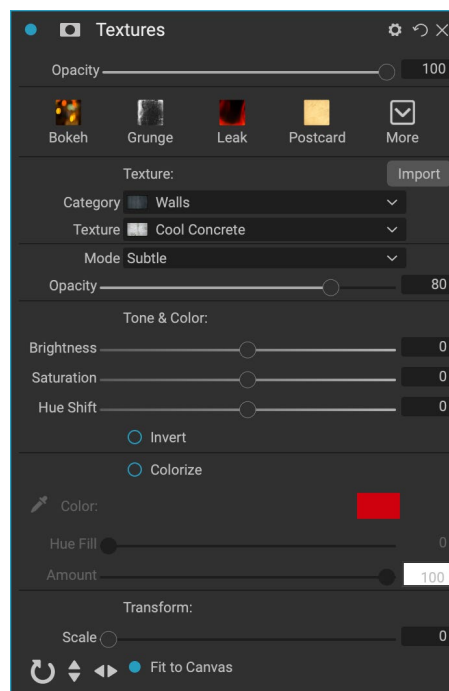 Textures
Opacity 100
Bokeh Grunge Leak Postcard More
Texture: Import
Category Walls
Texture Cool Concrete
Mode Subtle
Opacity 80
Tone & Color:
Brightness 0
Saturation 0
Hue Shift 0
Invert
Colorize
Color:
Hue Fill 0
Amount 100
Transform:
Scale 0
Fit to Canvas